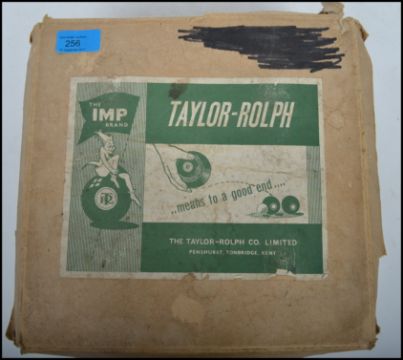 256
THE
IMP
BRAND
TAYLOR-ROLPH
..means to a good end....
THE TAYLOR-ROLPH CO. LIMITED
PENSHURST, TONBRIDGE, KENT